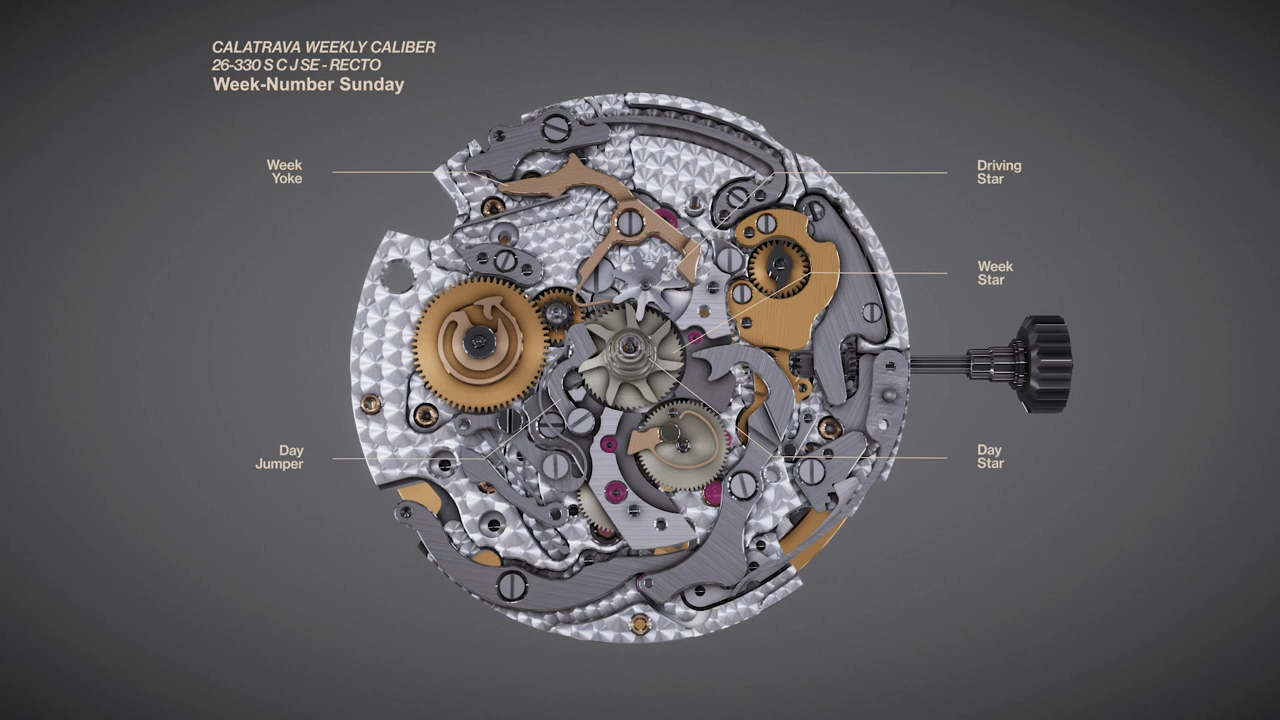 CALATRAVA WEEKLY CALIBER
26-330 S C J SE - RECTO
Week-Number Sunday
Week
Yoke
Driving
Star
Week
Star
Day
Jumper
Day
Star